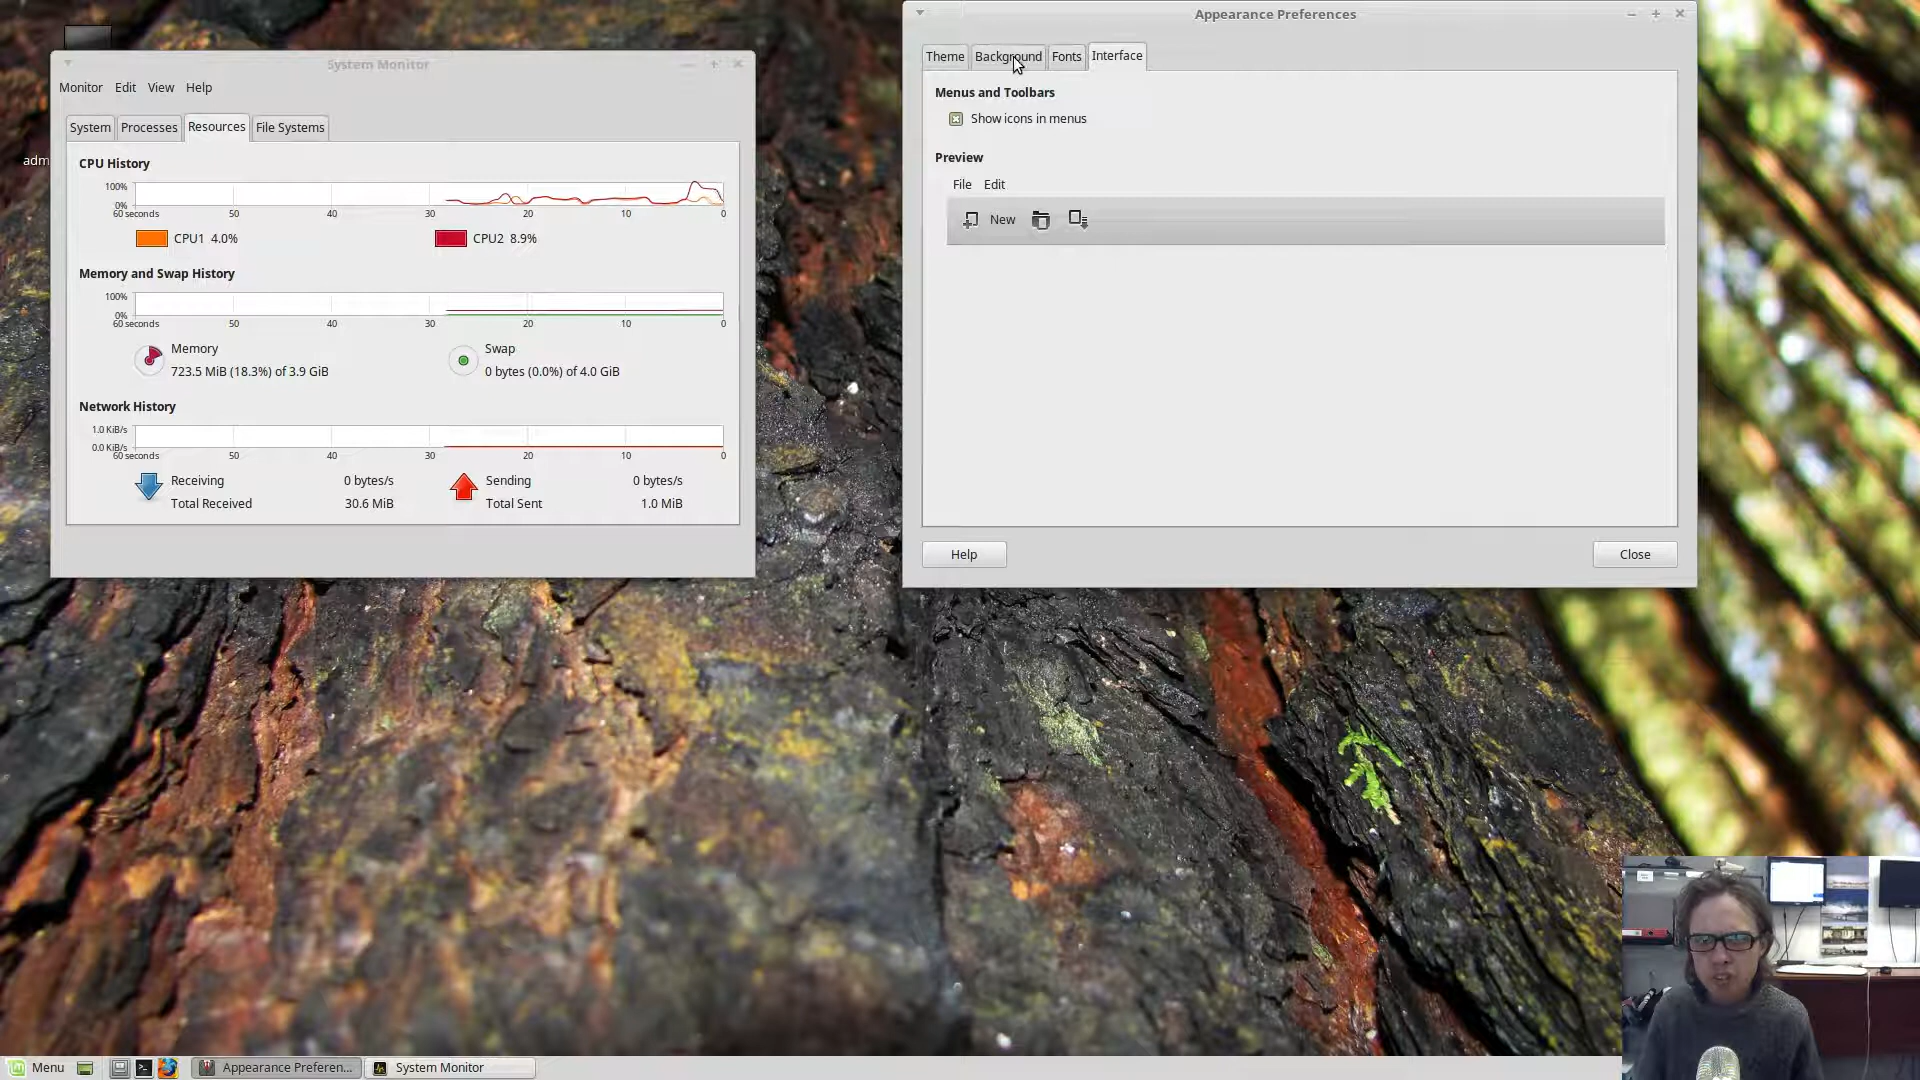 System Monitor
Monitor Edit View Help
System Processes Resources File Systems
adm
CPU History
100%
0%
60 seconds 50 40 30 20 10 0
CPU1 4.0% CPU2 8.9%
Memory and Swap History
100%
0%
60 seconds 50 40 30 20 10 0
Memory Swap
723.5 MiB (18.3%) of 3.9 GiB 0 bytes (0.0%) of 4.0 GiB
Network History
1.0 KiB/s
0.0 KiB/s
60 seconds 50 40 30 20 10 0
Receiving 0 bytes/s Sending 0 bytes/s
Total Received 30.6 MiB Total Sent 1.0 MiB
Appearance Preferences
Theme Background Fonts Interface
Menus and Toolbars
Show icons in menus
Preview
File Edit
New
Help Close
Menu Appearance Preferen... System Monitor